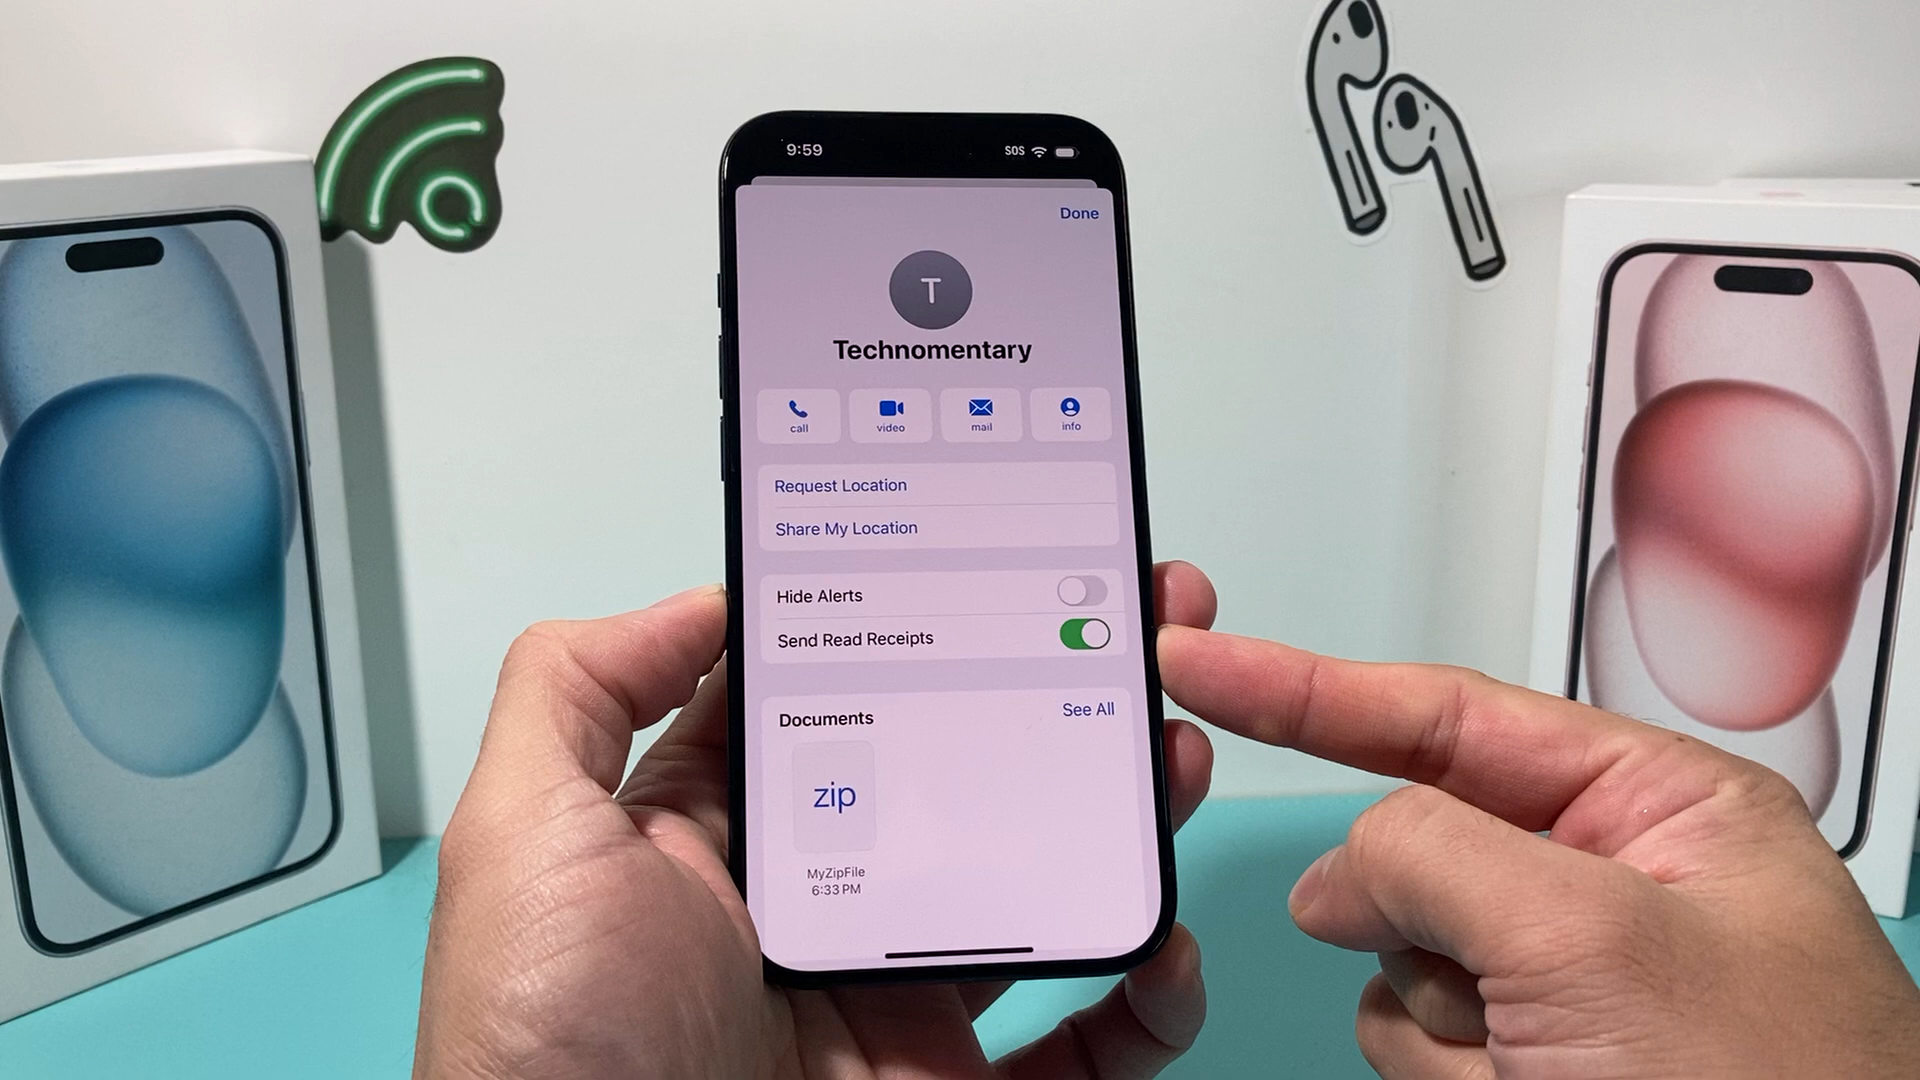 9:59
SOS
Done
T
Technomentary
call
video
mail
info
Request Location
Share My Location
Hide Alerts
Send Read Receipts
Documents
See All
zip
MyZipFile
6:33 PM